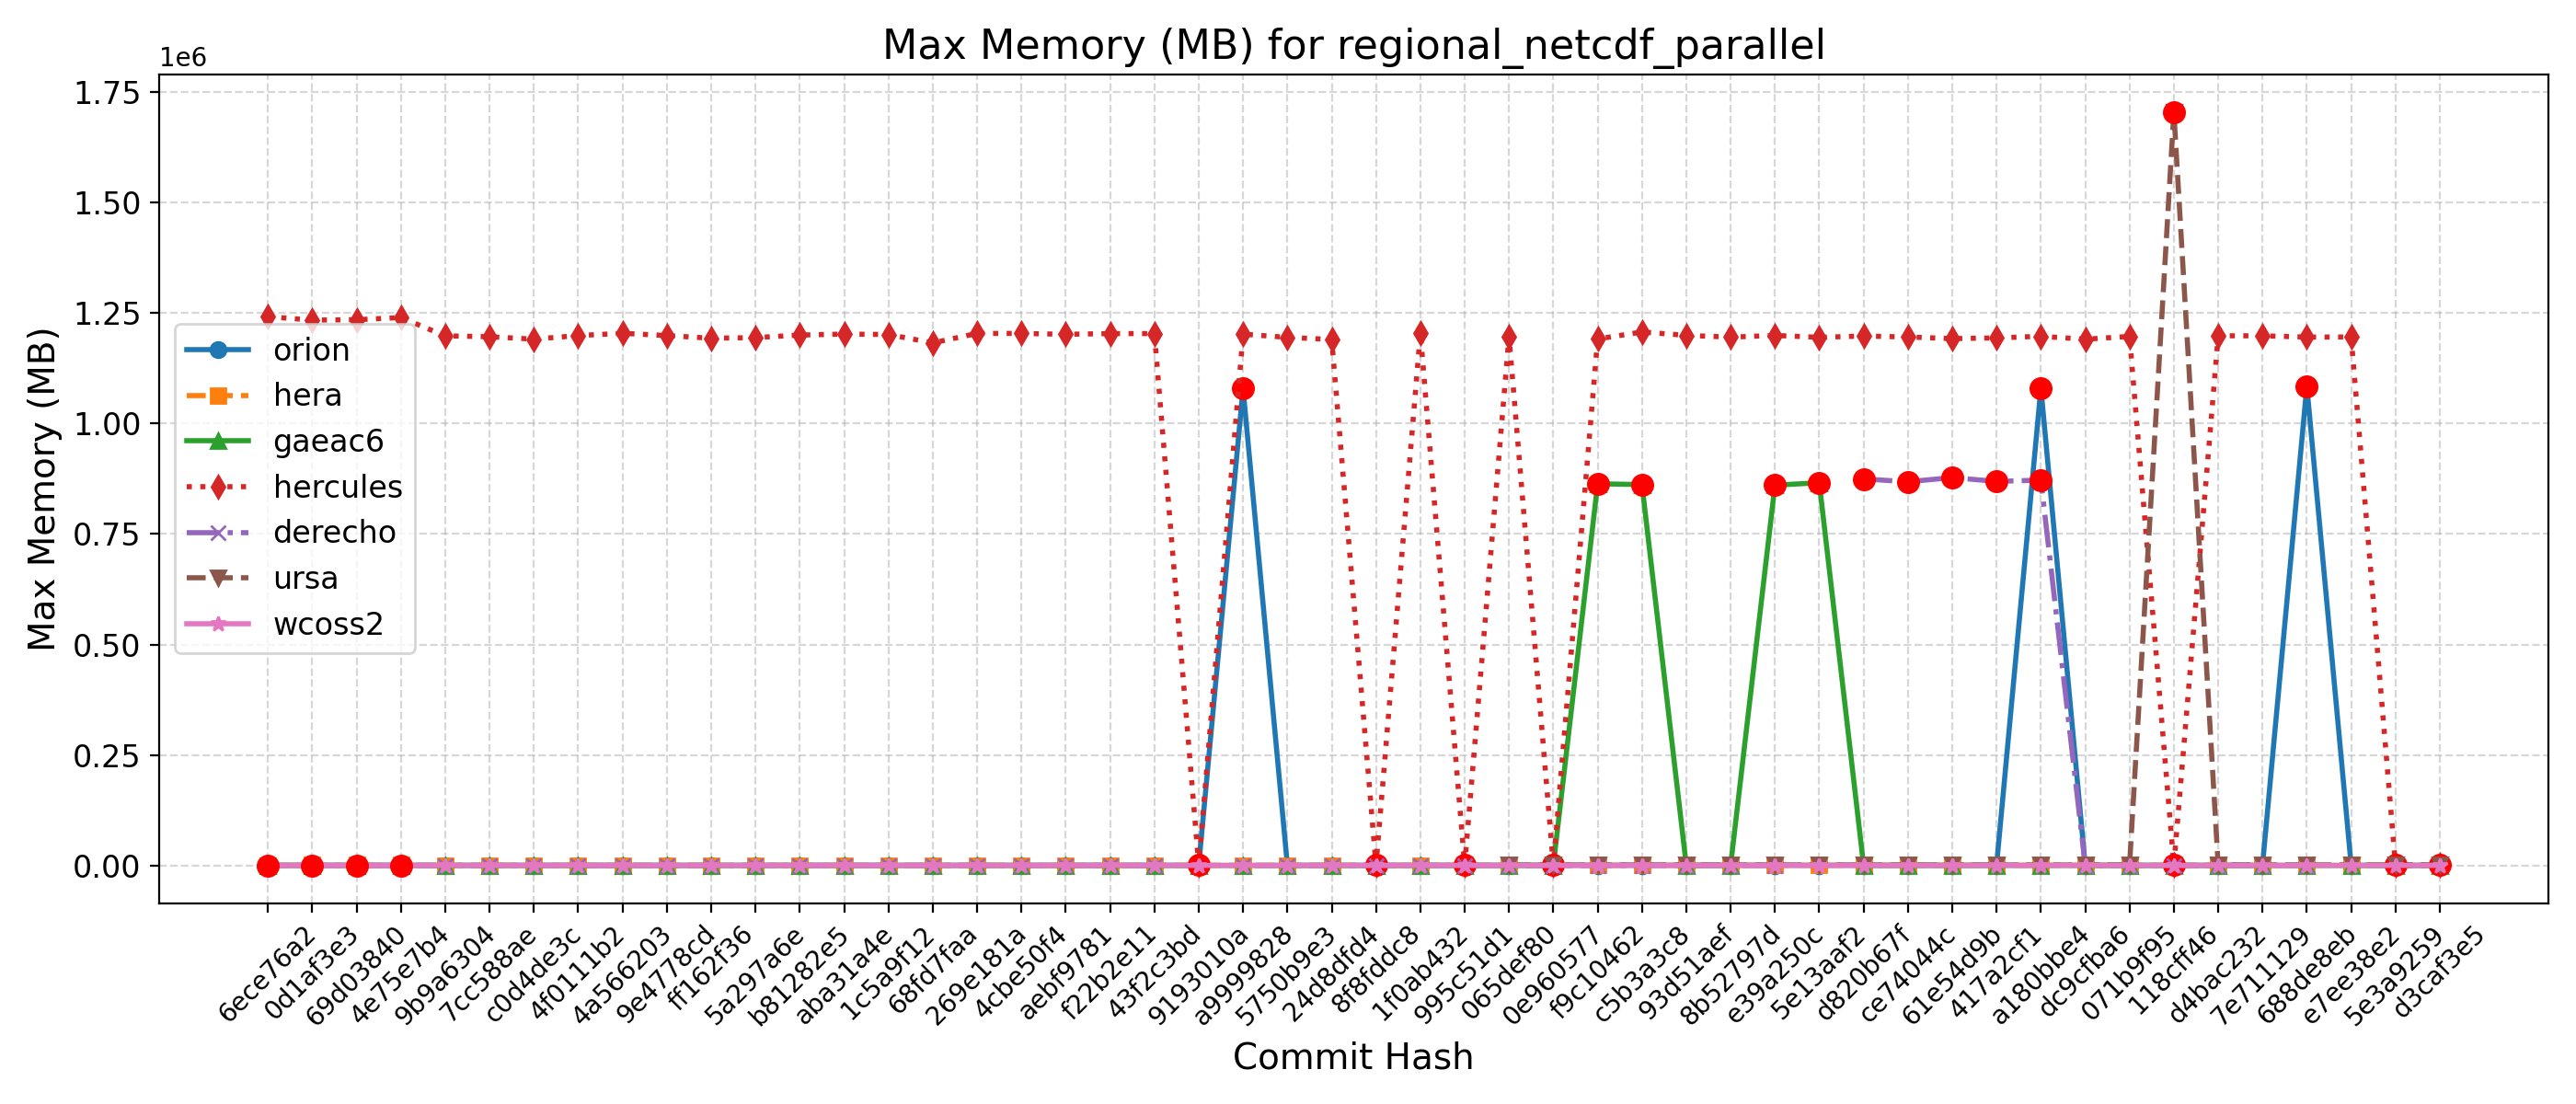 Max Memory (MB) for regional_netcdf_parallel
1e6
1.75
1.50
1.25
1.00
0.75
0.50
0.25
0.00
Max Memory (MB)
orion
hera
gaeac6
hercules
derecho
ursa
wcoss2
6ece76a2
0d1af3e3
69d03840
4e75e7b4
9b9a6304
7cc588ae
c0d4de3c
4f0111b2
4a566203
9e4778cd
ff162f36
5a297a6e
b81282e5
aba31a4e
1c5a9f12
68fd7faa
269e181a
4cbe50f4
aebf9781
f22b2e11
43f2c3bd
9193010a
a9999828
5750b9e3
24d8dfd4
8f8fddc8
1f0ab432
995c51d1
065def80
0e960577
f9c10462
c5b3a3c8
93d51aef
8b52797d
e39a250c
5e13aaf2
d820b67f
ce74044c
61e54d9b
417a2cf1
a180bbe4
dc9cfba6
071b9f95
118cff46
d4bac232
7e711129
688de8eb
e7ee38e2
5e3a9259
d3caf3e5
Commit Hash